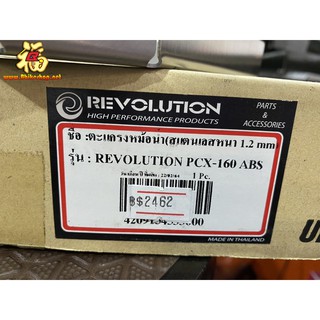 福
www.Bbikeshop.net
REVOLUTION
HIGH PERFORMANCE PRODUCTS
PARTS
&
ACCESSORIES
ชื่อ :ตะแกรงหม้อน้ำ(สแตนเลสหนา 1.2 mm
รุ่น : REVOLUTION PCX-160 ABS
1 Pc.
฿$2462
MADE IN THAILAND